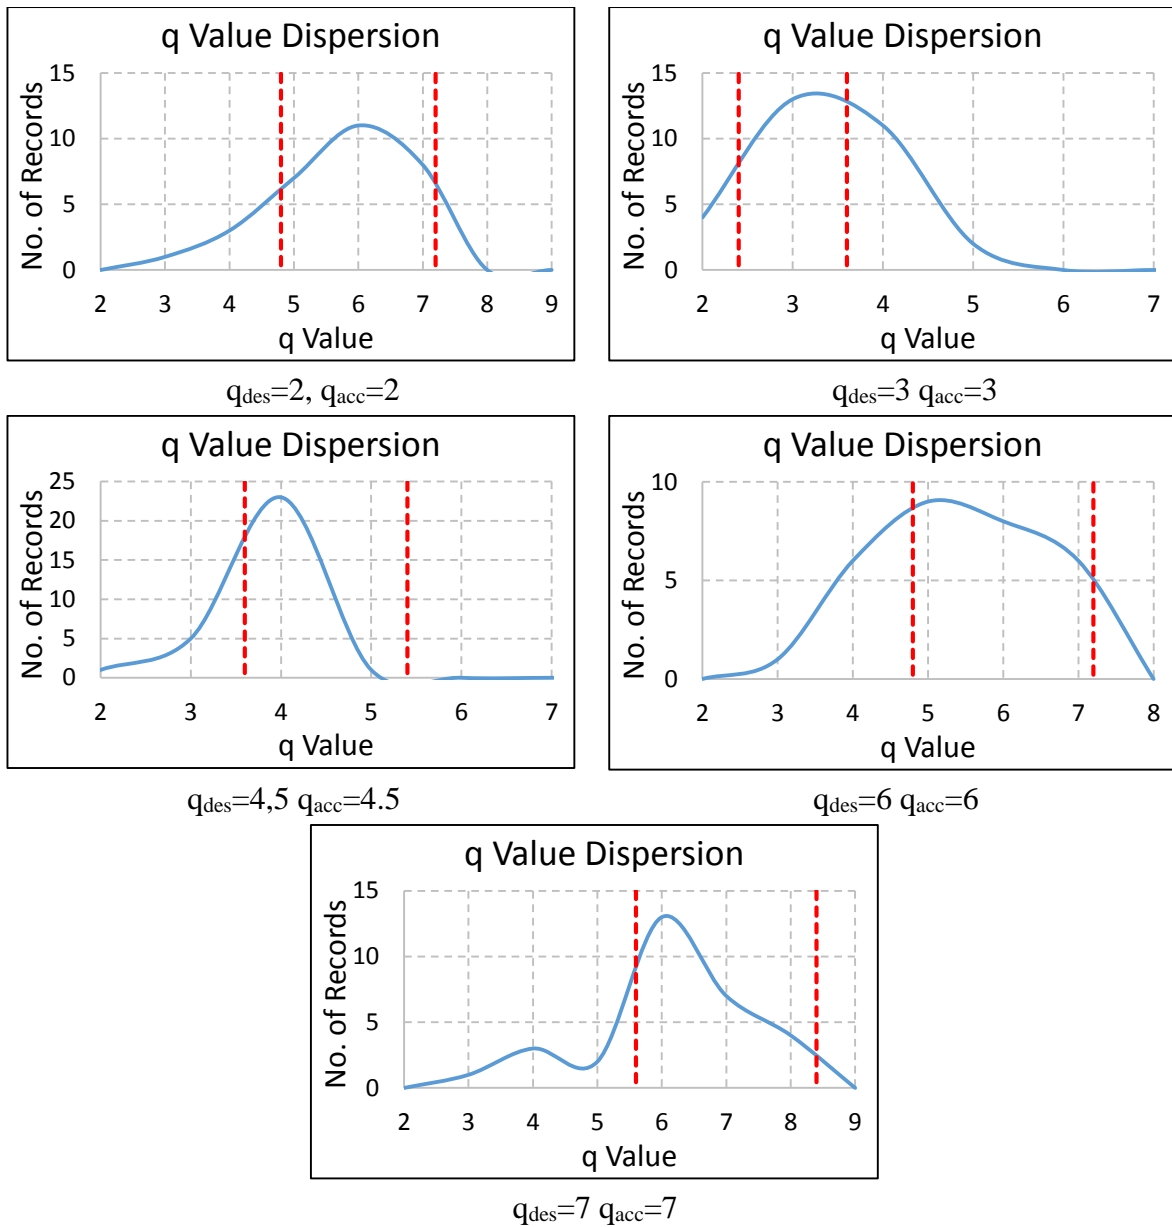 q Value Dispersion
No. of Records
15
10
5
0
2 3 4 5 6 7 8 9
q Value
qdes=2, qacc=2
q Value Dispersion
No. of Records
15
10
5
0
2 3 4 5 6 7
q Value
qdes=3 qacc=3
q Value Dispersion
No. of Records
25
20
15
10
5
0
2 3 4 5 6 7
q Value
qdes=4,5 qacc=4.5
q Value Dispersion
No. of Records
10
5
0
2 3 4 5 6 7 8
q Value
qdes=6 qacc=6
q Value Dispersion
No. of Records
15
10
5
0
2 3 4 5 6 7 8 9
q Value
qdes=7 qacc=7